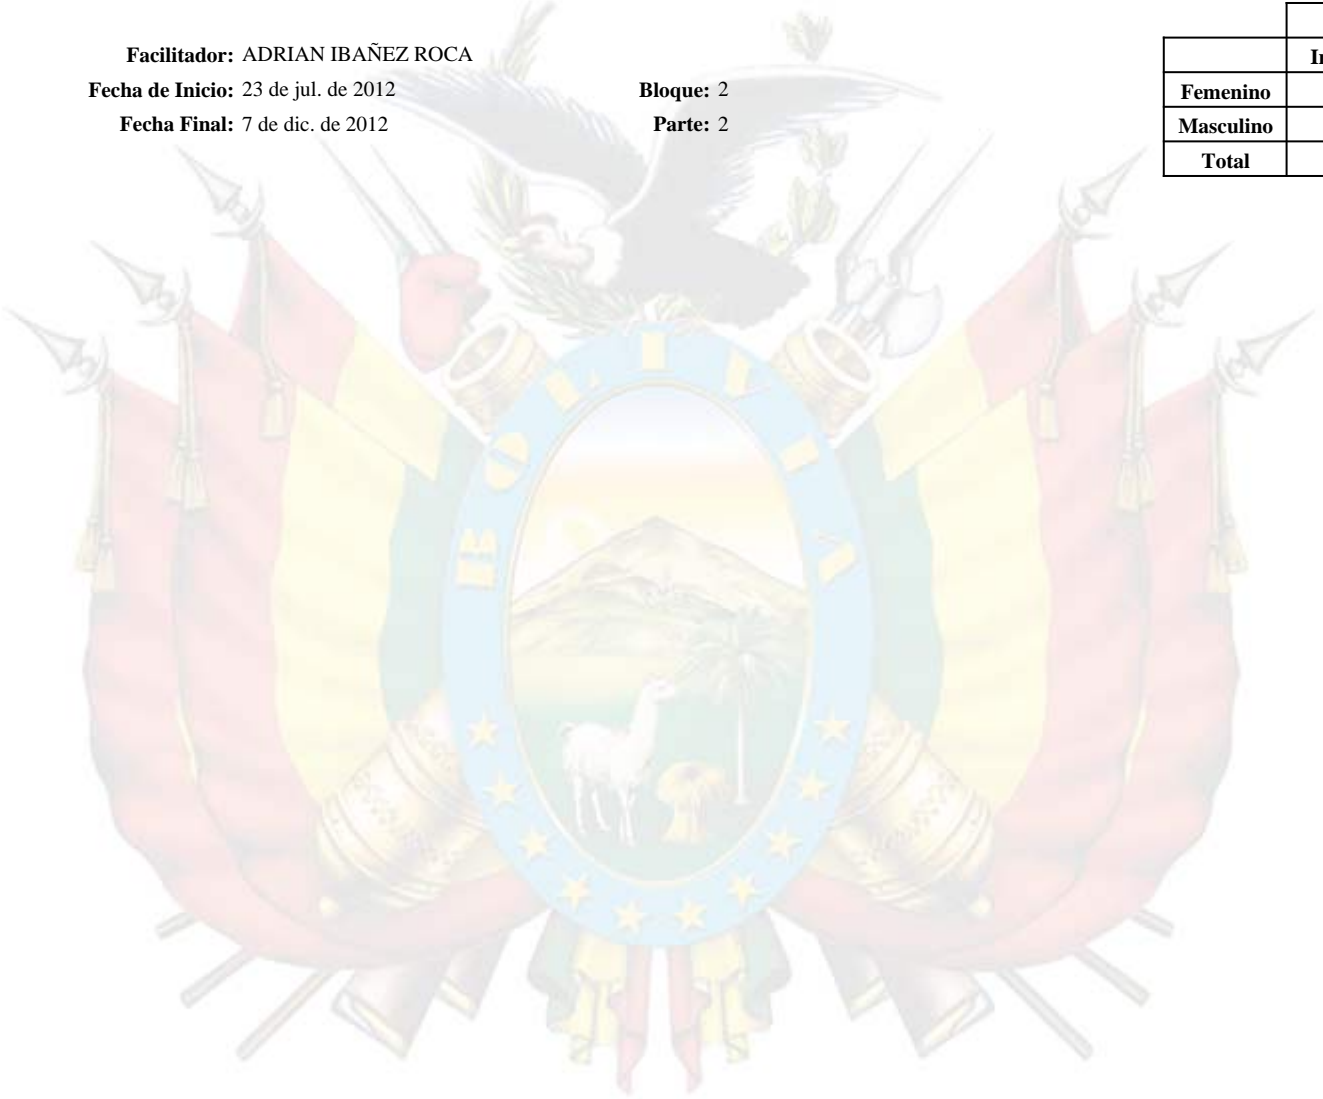 Facilitador: ADRIAN IBAÑEZ ROCA
Fecha de Inicio: 23 de jul. de 2012 Bloque: 2
Fecha Final: 7 de dic. de 2012 Parte: 2
Femenino
Masculino
Total
BOLIVIA